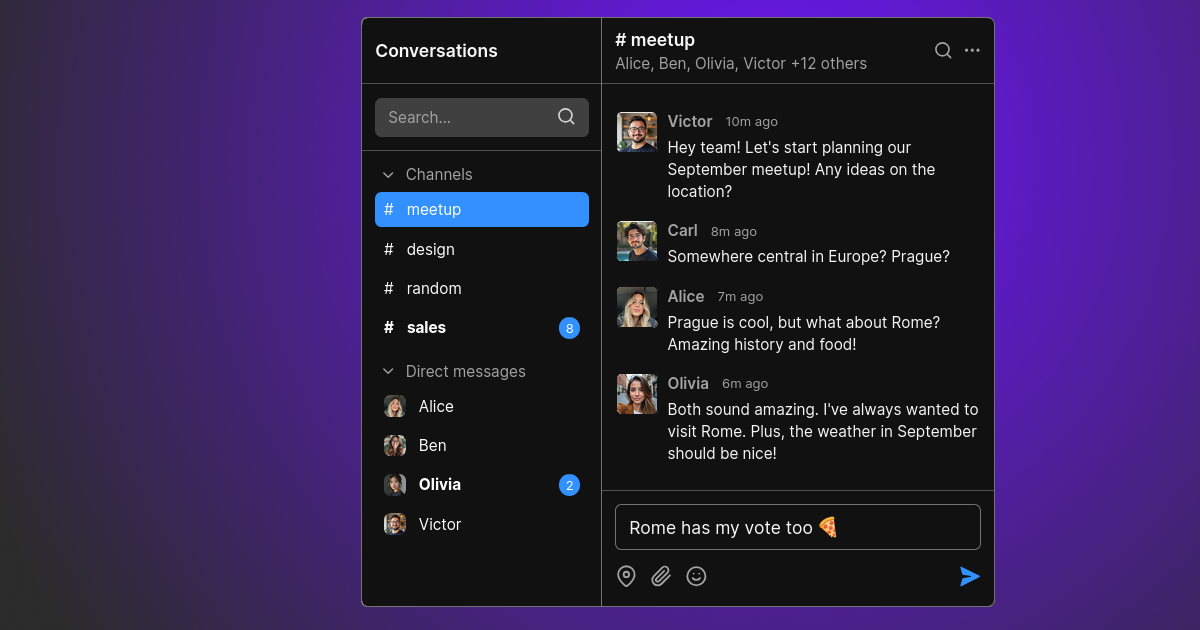 Conversations
Search...
Channels
# meetup
# design
# random
# sales 8
Direct messages
Alice
Ben
Olivia 2
Victor
# meetup
Alice, Ben, Olivia, Victor +12 others
Victor 10m ago
Hey team! Let's start planning our
September meetup! Any ideas on the
location?
Carl 8m ago
Somewhere central in Europe? Prague?
Alice 7m ago
Prague is cool, but what about Rome?
Amazing history and food!
Olivia 6m ago
Both sound amazing. I've always wanted to
visit Rome. Plus, the weather in September
should be nice!
Rome has my vote too 🍕